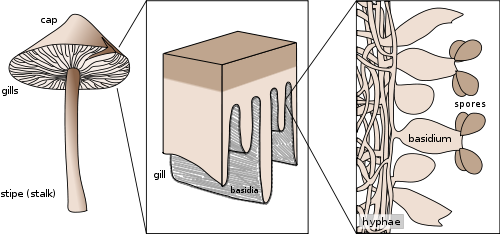 cap
gills
stipe (stalk)
gill
basidia
spores
basidium
hyphae